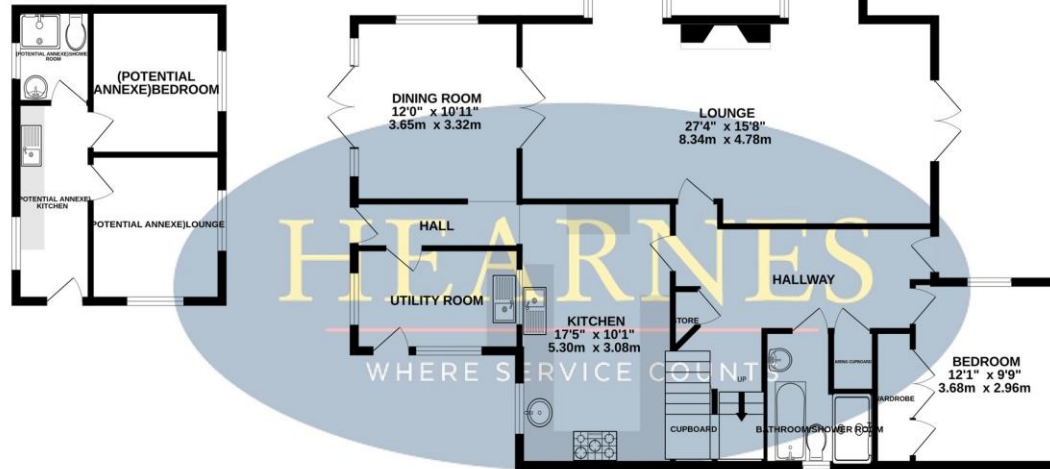 (POTENTIAL ANNEXE)SHOWER
ROOM
(POTENTIAL
ANNEXE)BEDROOM
(POTENTIAL ANNEXE)
KITCHEN
(POTENTIAL ANNEXE)LOUNGE
DINING ROOM
12'0" x 10'11"
3.65m x 3.32m
LOUNGE
27'4" x 15'8"
8.34m x 4.78m
HALL
HEARNES
HALLWAY
UTILITY ROOM
KITCHEN
17'5" x 10'1"
5.30m x 3.08m
STORE
WHERE SERVICE COUNTS
UP
AIRING CUPBOARD
BEDROOM
12'1" x 9'9"
3.68m x 2.96m
WARDROBE
CUPBOARD
BATHROOM/SHOWER ROOM